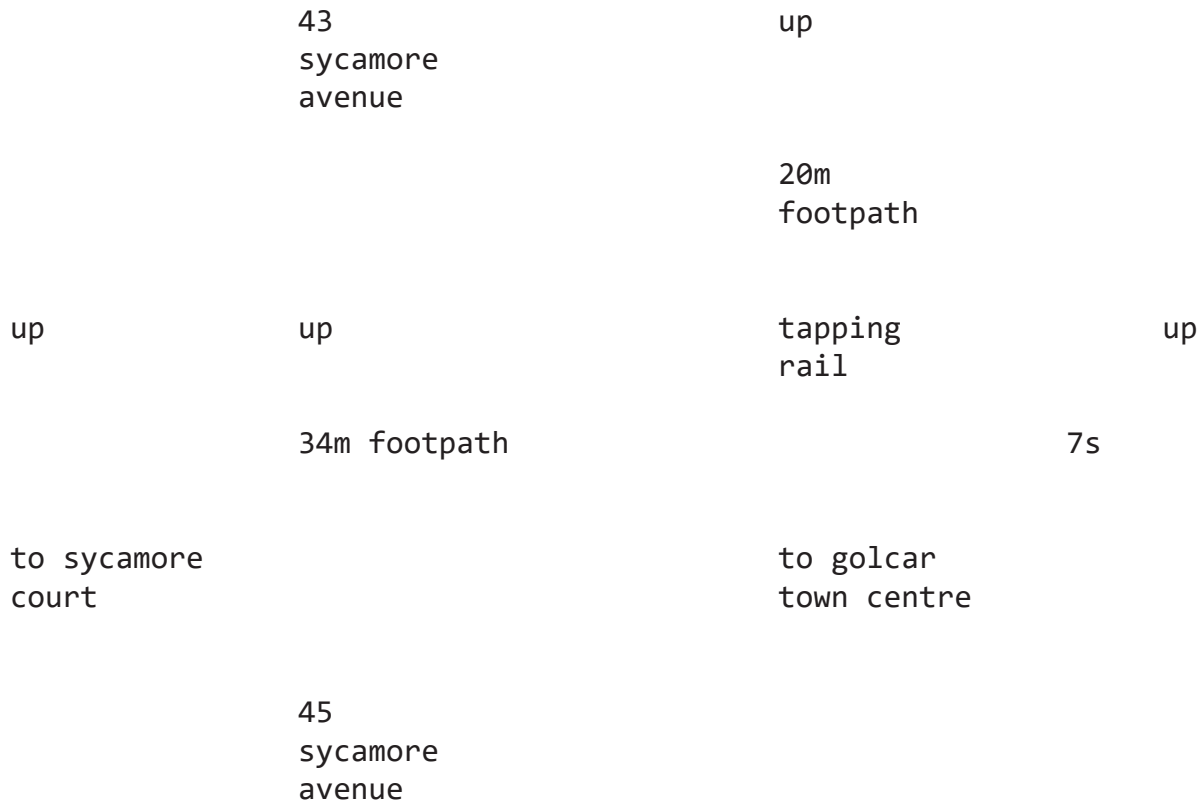 43
sycamore
avenue
up
20m
footpath
up
up
tapping
rail
up
34m footpath
7s
to sycamore
court
to golcar
town centre
45
sycamore
avenue